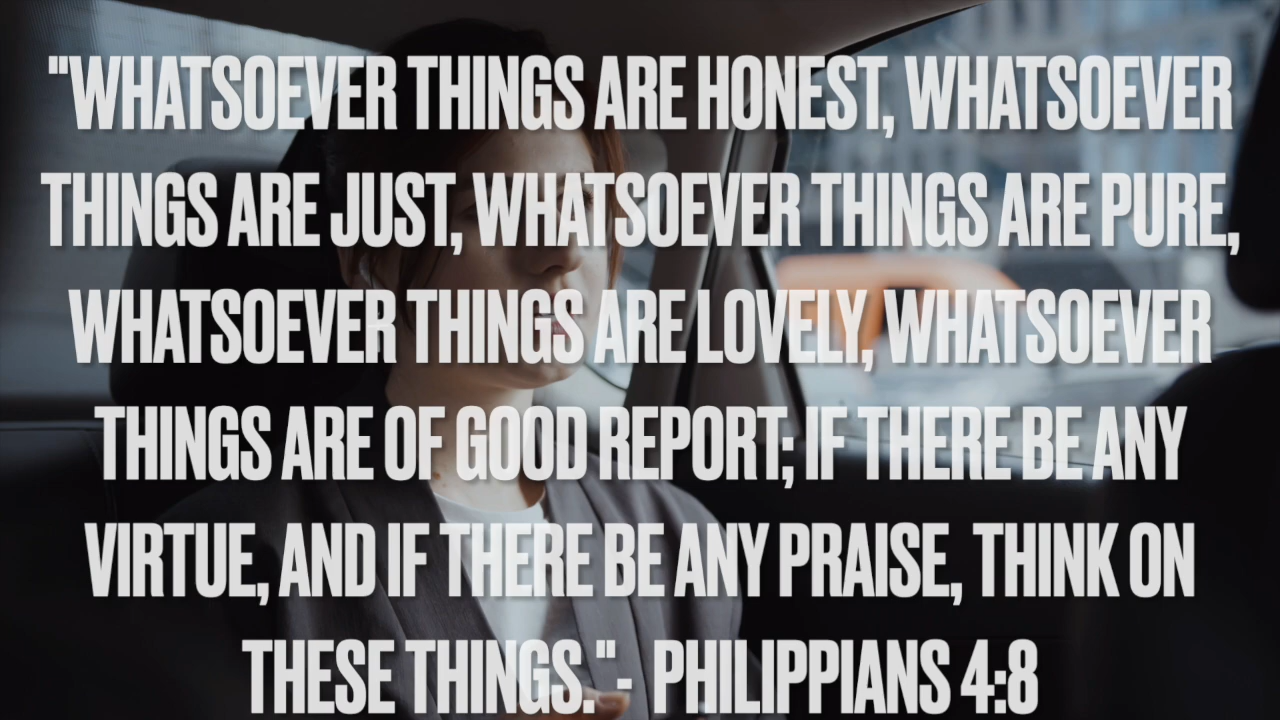 "WHATSOEVER THINGS ARE HONEST, WHATSOEVER
THINGS ARE JUST, WHATSOEVER THINGS ARE PURE,
WHATSOEVER THINGS ARE LOVELY, WHATSOEVER
THINGS ARE OF GOOD REPORT; IF THERE BE ANY
VIRTUE, AND IF THERE BE ANY PRAISE, THINK ON
THESE THINGS." - PHILIPPIANS 4:8